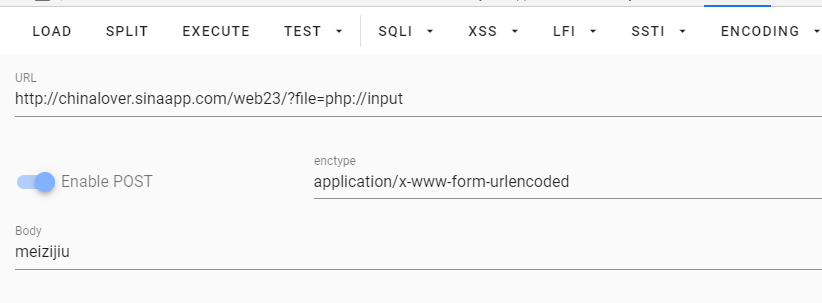 LOAD SPLIT EXECUTE TEST SQLI XSS LFI SSTI ENCODING
URL
http://chinalover.sinaapp.com/web23/?file=php://input
enctype
Enable POST application/x-www-form-urlencoded
Body
meizijiu